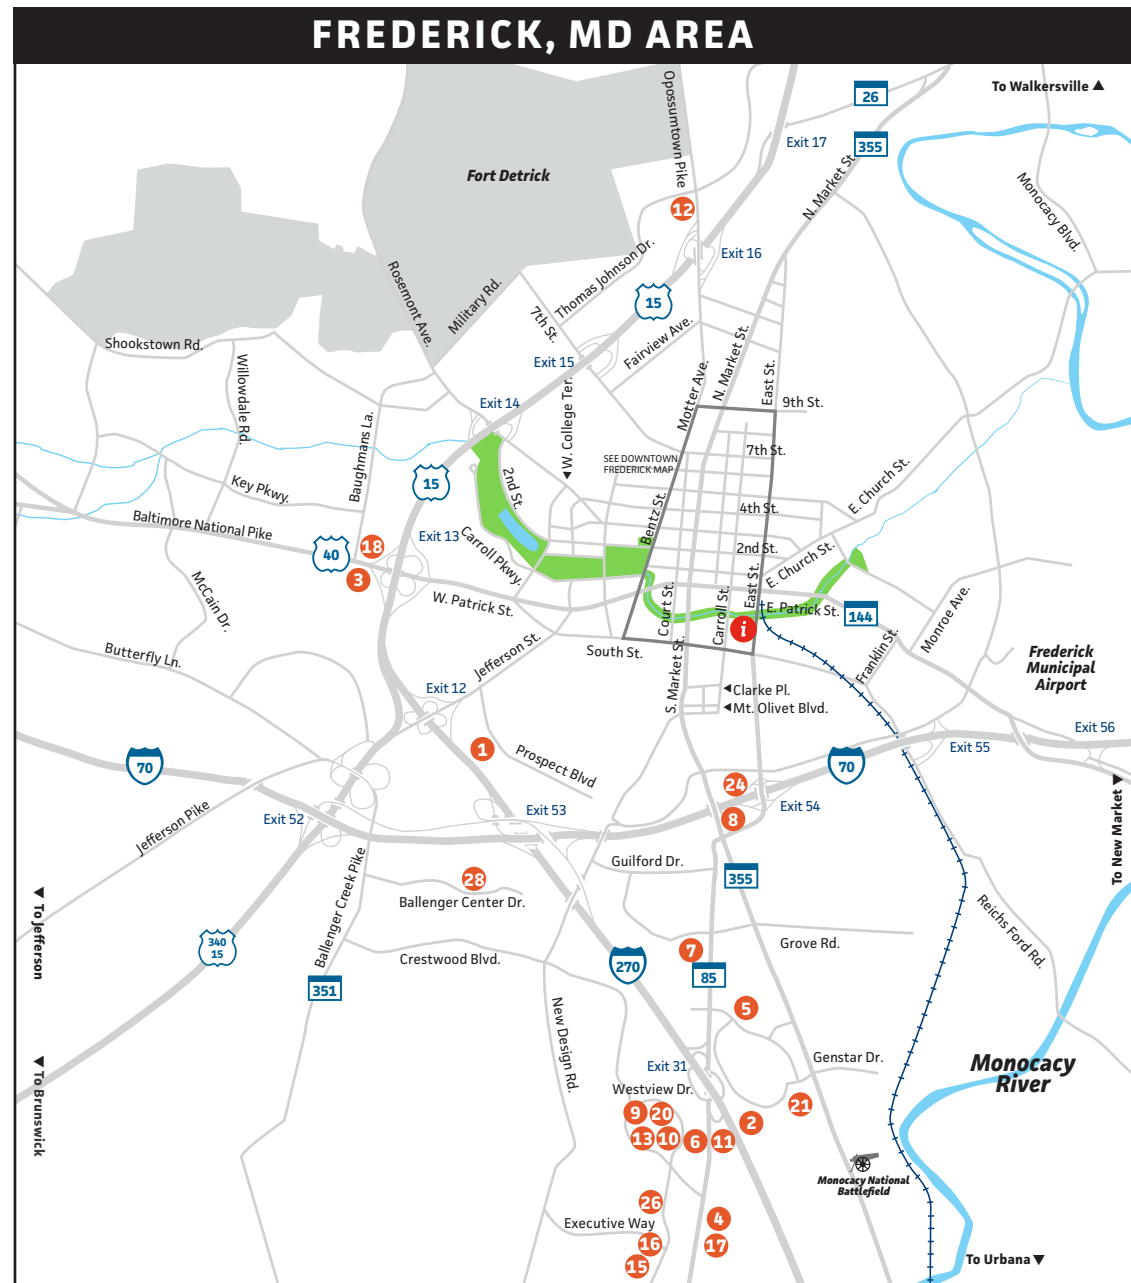 FREDERICK, MD AREA
To Walkersville ▲
26
355
Exit 17
Opossumtown Pike
Fort Detrick
N. Market St.
Monocacy Blvd.
12
Exit 16
Thomas Johnson Dr.
Rosemont Ave.
Military Rd.
15
7th St.
Fairview Ave.
Shookstown Rd.
Willowdale Rd.
Exit 15
N. Market St.
Motter Ave.
East St.
Exit 14
9th St.
W. College Ter.
Baughmans La.
7th St.
SEE DOWNTOWN
FREDERICK MAP
15
2nd St.
Key Pkwy.
E. Church St.
Bentz St.
4th St.
Baltimore National Pike
Exit 13
Carroll Pkwy.
18
40
3
2nd St.
E. Church St.
East St.
McCain Dr.
W. Patrick St.
Court St.
Carroll St.
E. Patrick St.
144
i
Monroe Ave.
Franklin St.
Butterfly Ln.
Jefferson St.
South St.
S. Market St.
Frederick
Municipal
Airport
Exit 12
◄Clarke Pl.
◄Mt. Olivet Blvd.
1
Prospect Blvd
70
70
Exit 55
Exit 56
24
8
Exit 54
To New Market ▲
Jefferson Pike
Exit 52
Exit 53
Guilford Dr.
355
28
Ballenger Center Dr.
Ballenger Creek Pike
To Jefferson
340
15
351
Crestwood Blvd.
270
7
85
Grove Rd.
Reichs Ford Rd.
5
New Design Rd.
Exit 31
Genstar Dr.
Monocacy
River
Westview Dr.
To Brunswick
9
20
13
10
6
11
2
21
Monocacy National
Battlefield
26
Executive Way
4
16
17
15
To Urbana ▼